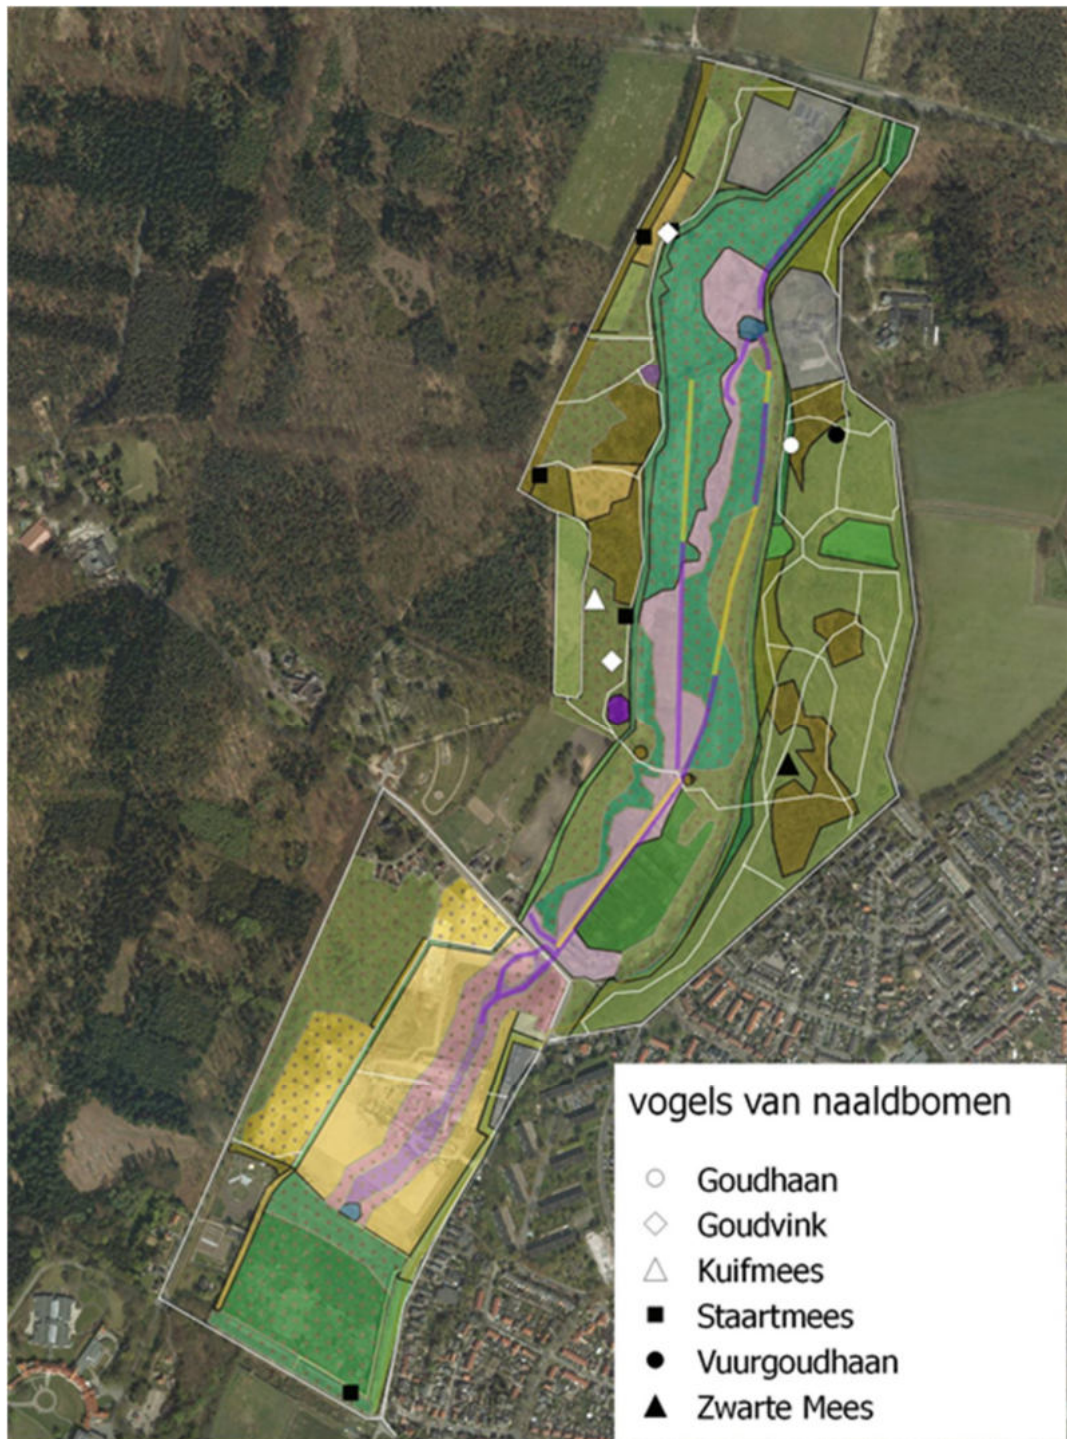 vogels van naaldbomen
Goudhaan
Goudvink
Kuifmees
Staartmees
Vuurgoudhaan
Zwarte Mees